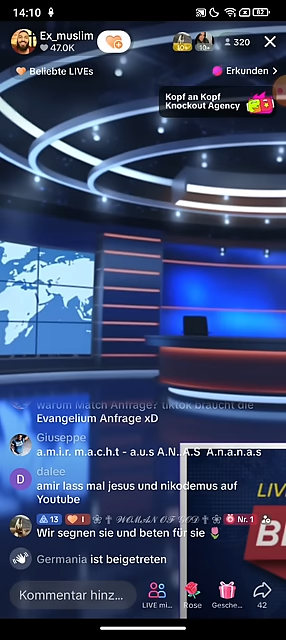 14:10
82
Ex_muslim
47.0K
10+
10+
320
Beliebte LIVEs
Erkunden >
Kopf an Kopf
Knockout Agency
warum Match Anfrage? tiktok braucht die
Evangelium Anfrage xD
Giuseppe
a.m.i.r. m.a.c.h.t - a.u.s A.N..A.S A.n.a.n.a.s
D
dalee
amir lass mal jesus und nikodemus auf
Youtube
13 I 𝒲𝒪𝑀𝒜𝒩 𝒪𝐹 𝒢𝒪𝒟 Nr. 1
Wir segnen sie und beten für sie
Germania ist beigetreten
LIV
Kommentar hinz...
LIVE mi...
Rose
Gesche...
42